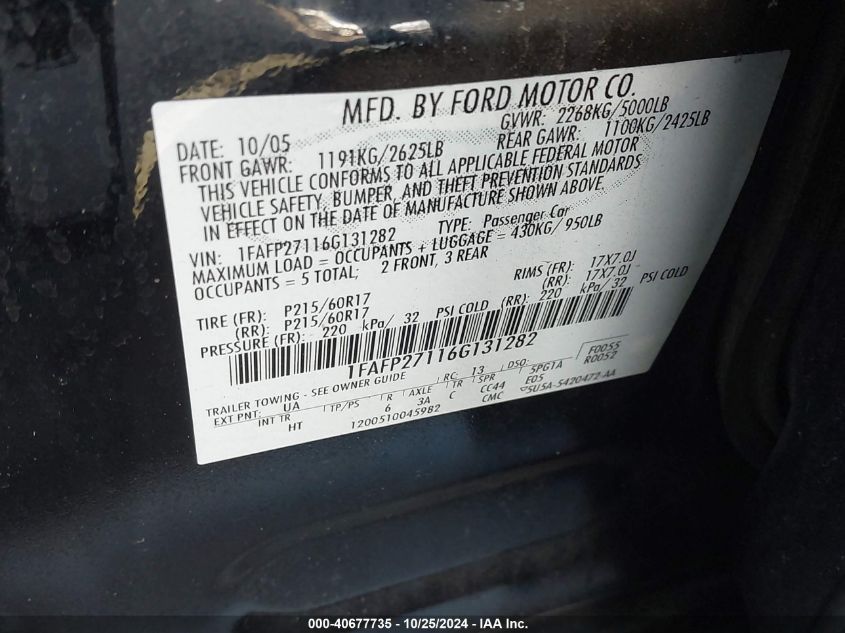 MFD. BY FORD MOTOR CO.
DATE: 10/05 GVWR: 2268KG/5000LB
FRONT GAWR: 1191KG/2625LB REAR GAWR: 1100KG/2425LB
THIS VEHICLE CONFORMS TO ALL APPLICABLE FEDERAL MOTOR
VEHICLE SAFETY, BUMPER, AND THEFT PREVENTION STANDARDS
IN EFFECT ON THE DATE OF MANUFACTURE SHOWN ABOVE.
VIN: 1FAFP27116G131282 TYPE: Passenger Car
MAXIMUM LOAD = OCCUPANTS + LUGGAGE = 430KG/950LB
OCCUPANTS = 5 TOTAL; 2 FRONT, 3 REAR
TIRE (FR): P215/60R17 RIMS (FR): 17X7.0J
(RR): P215/60R17 (RR): 17X7.0J
PRESSURE (FR): 220 kPa/ 32 PSI COLD (RR): 220 kPa/ 32 PSI COLD
1FAFP27116G131282
F0055
R0052
TRAILER TOWING - SEE OWNER GUIDE RC: 13 DSO: 5PG1A
EXT PNT: UA TP/PS R AXLE TR SPR E05
INT TR 6 3A C CC44 5U5A-5420472-AA
HT 1200510045982 CMC
000-40677735 - 10/25/2024 - IAA Inc.